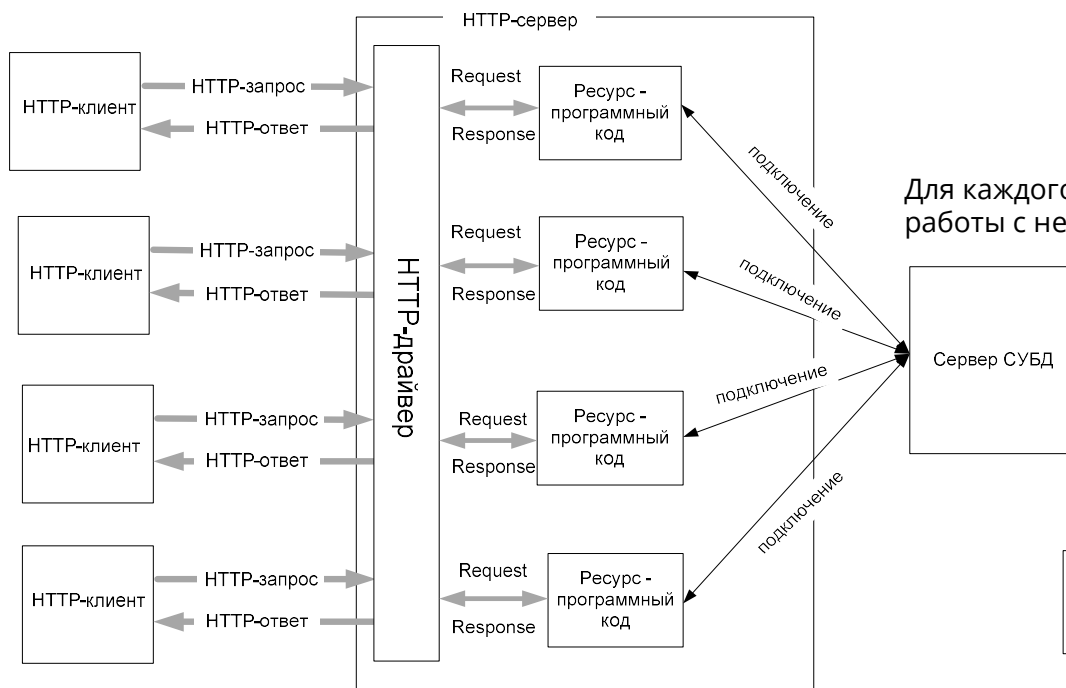 HTTP-сервер
HTTP-клиент
HTTP-запрос
HTTP-ответ
Request
Response
Ресурс -
программный
код
подключение
HTTP-клиент
HTTP-запрос
HTTP-ответ
Request
Response
Ресурс -
программный
код
подключение
HTTP-драйвер
HTTP-клиент
HTTP-запрос
HTTP-ответ
Request
Response
Ресурс -
программный
код
подключение
HTTP-клиент
HTTP-запрос
HTTP-ответ
Request
Response
Ресурс -
программный
код
подключение
Для каждого
работы с не
Сервер СУБД